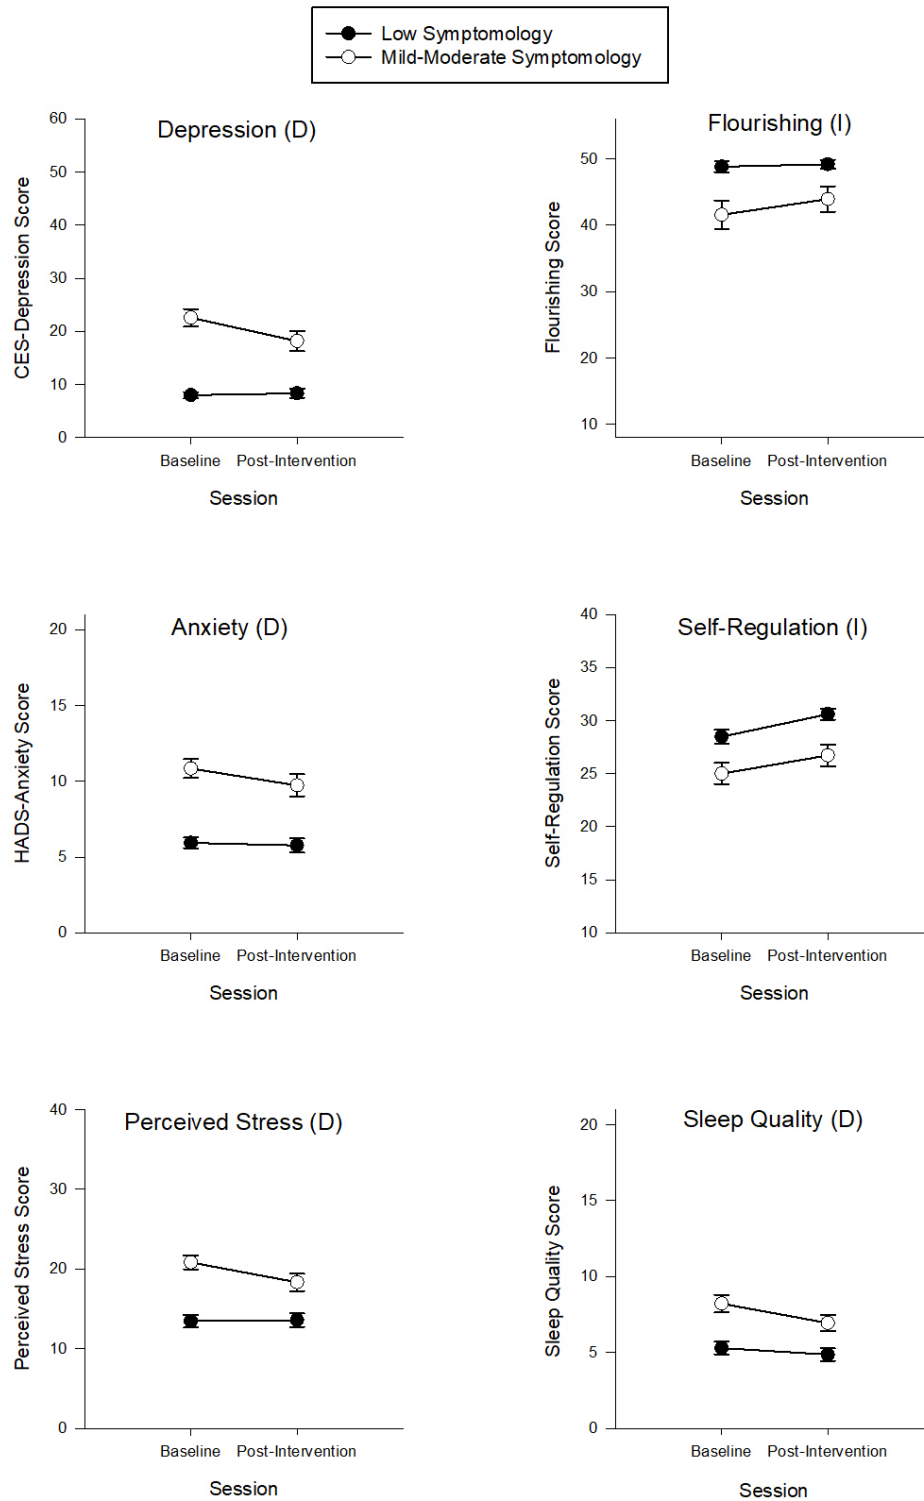 Low Symptomology
Mild-Moderate Symptomology
Depression (D)
CES-Depression Score
60
50
40
30
20
10
0
Baseline Post-Intervention
Session
Flourishing (I)
Flourishing Score
50
40
30
20
10
Baseline Post-Intervention
Session
Anxiety (D)
HADS-Anxiety Score
20
15
10
5
0
Baseline Post-Intervention
Session
Self-Regulation (I)
Self-Regulation Score
40
35
30
25
20
15
10
Baseline Post-Intervention
Session
Perceived Stress (D)
Perceived Stress Score
40
30
20
10
0
Baseline Post-Intervention
Session
Sleep Quality (D)
Sleep Quality Score
20
15
10
5
0
Baseline Post-Intervention
Session